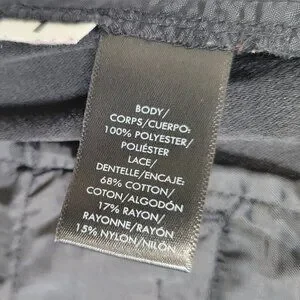 BODY/
CORPS/CUERPO:
100% POLYESTER/
POLIÉSTER
LACE/
DENTELLE/ENCAJE:
68% COTTON/
COTON/ALGODÓN
17% RAYON/
RAYONNE/RAYÓN
15% NYLON/NILÓN